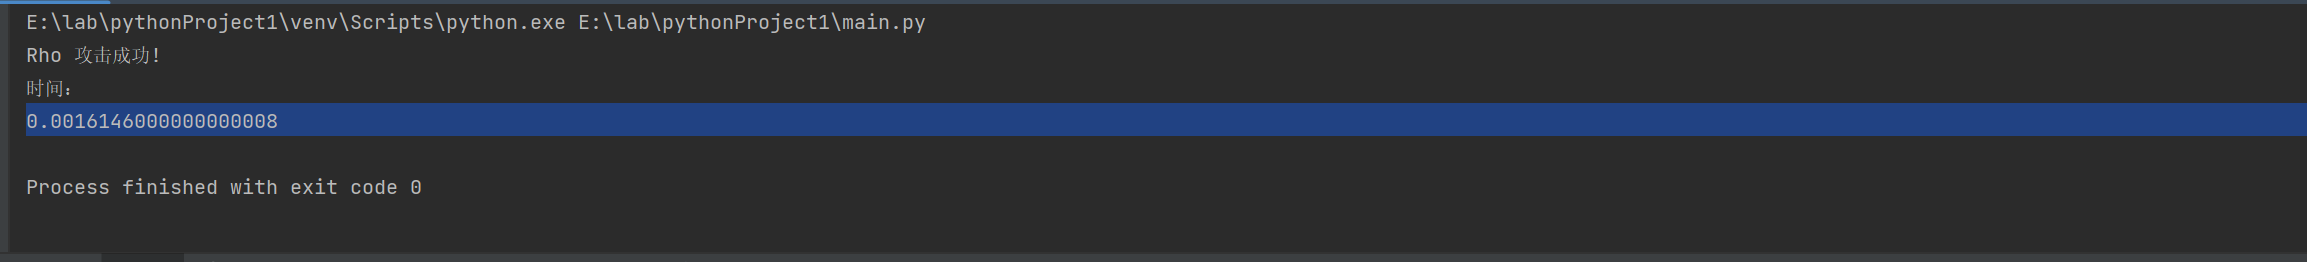 E:\lab\pythonProject1\venv\Scripts\python.exe E:\lab\pythonProject1\main.py
Rho 攻击成功!
时间：
0.0016146000000000008
Process finished with exit code 0